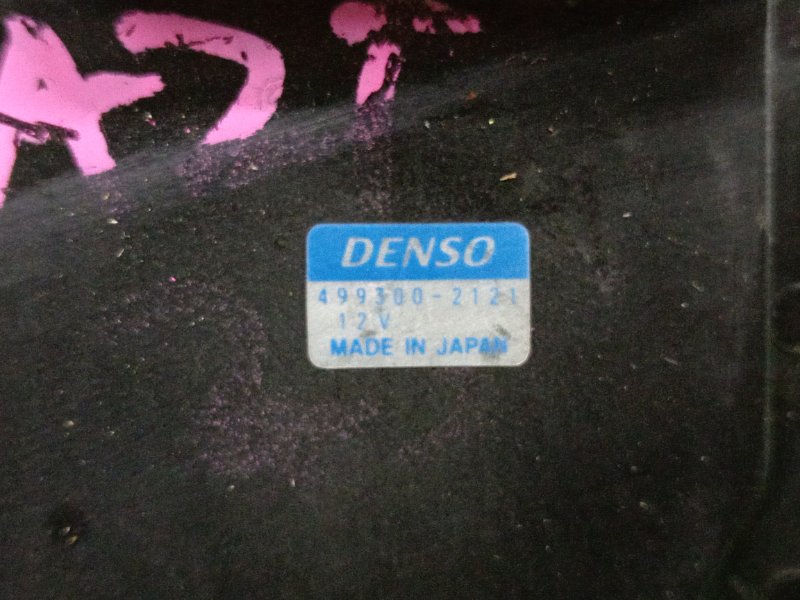 DENSO
499300-2121
12V
MADE IN JAPAN